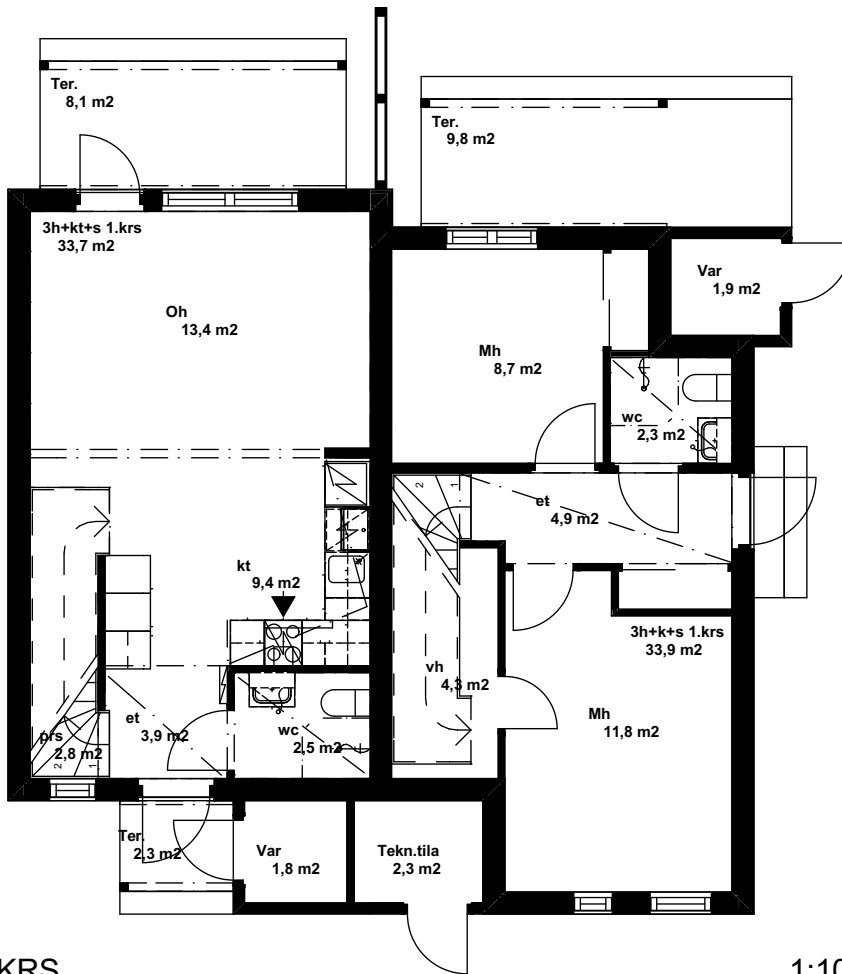 Ter.
8,1 m2
Ter.
9,8 m2
3h+kt+s 1.krs
33,7 m2
Var
1,9 m2
Oh
13,4 m2
Mh
8,7 m2
wc
2,3 m2
2 1
et
4,9 m2
kt
9,4 m2
3h+k+s 1.krs
33,9 m2
vh
4,3 m2
Mh
11,8 m2
et
3,9 m2
wc
2,5 m2
prs
2,8 m2
2 1
Ter.
2,3 m2
Var
1,8 m2
Tekn.tila
2,3 m2
KRS
1:10